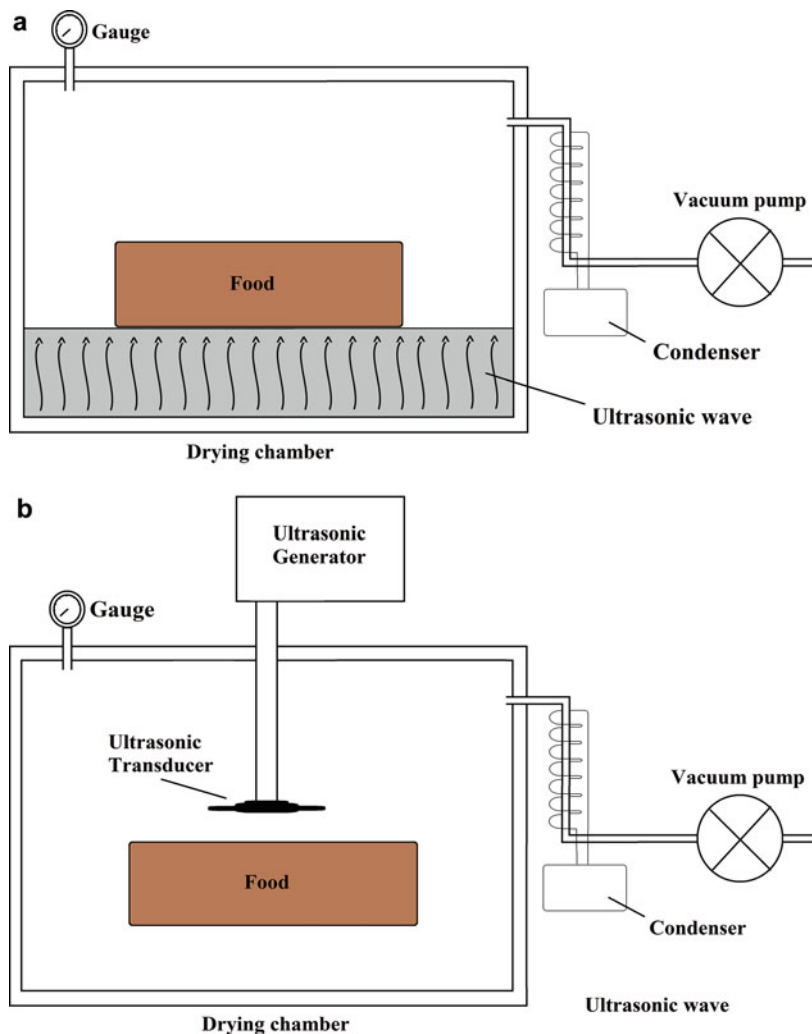 a
Gauge
Vacuum pump
Food
Condenser
Ultrasonic wave
Drying chamber
b
Ultrasonic
Generator
Gauge
Ultrasonic
Transducer
Vacuum pump
Food
Condenser
Ultrasonic wave
Drying chamber